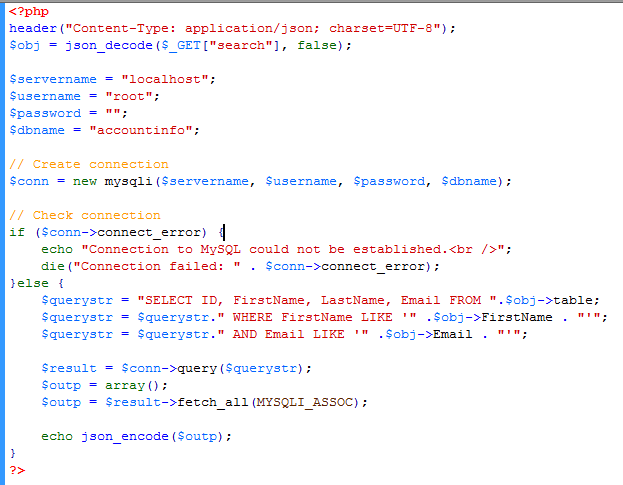 <?php
header("Content-Type: application/json; charset=UTF-8");
$obj = json_decode($_GET["search"], false);
$servername = "localhost";
$username = "root";
$password = "";
$dbname = "accountinfo";
// Create connection
$conn = new mysqli($servername, $username, $password, $dbname);
// Check connection
if ($conn->connect_error) {
    echo "Connection to MySQL could not be established.<br />";
    die("Connection failed: " . $conn->connect_error);
}else {
    $querystr = "SELECT ID, FirstName, LastName, Email FROM ".$obj->table;
    $querystr = $querystr." WHERE FirstName LIKE '" .$obj->FirstName . "'";
    $querystr = $querystr." AND Email LIKE '" .$obj->Email . "'";
    $result = $conn->query($querystr);
    $outp = array();
    $outp = $result->fetch_all(MYSQLI_ASSOC);
    echo json_encode($outp);
}
?>